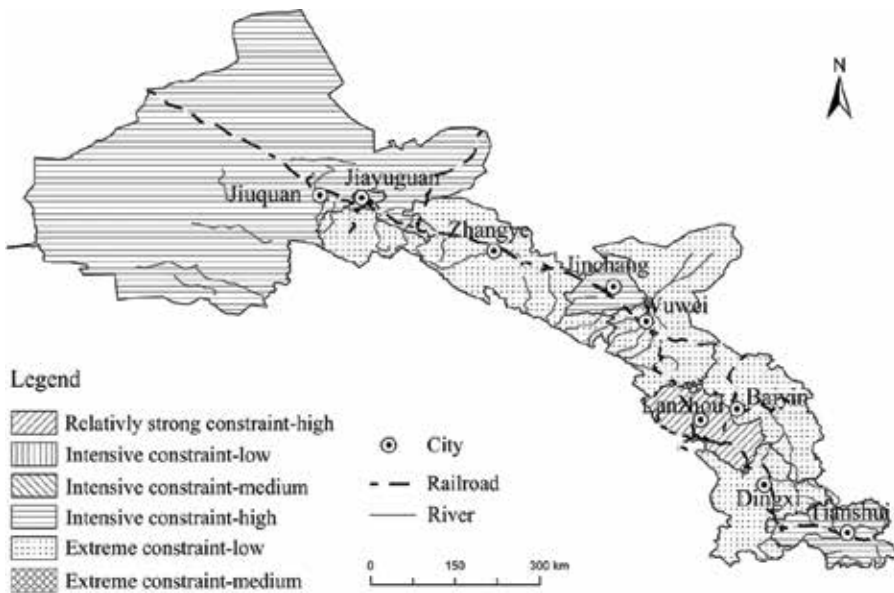 N
Jiayuguan
Jiuquan
Zhangye
Jinchang
Wuwei
Lanzhou
Baiyin
Dingxi
Tianshui
Legend
Relativly strong constraint-high
Intensive constraint-low
Intensive constraint-medium
Intensive constraint-high
Extreme constraint-low
Extreme constraint-medium
City
Railroad
River
0 150 300 km